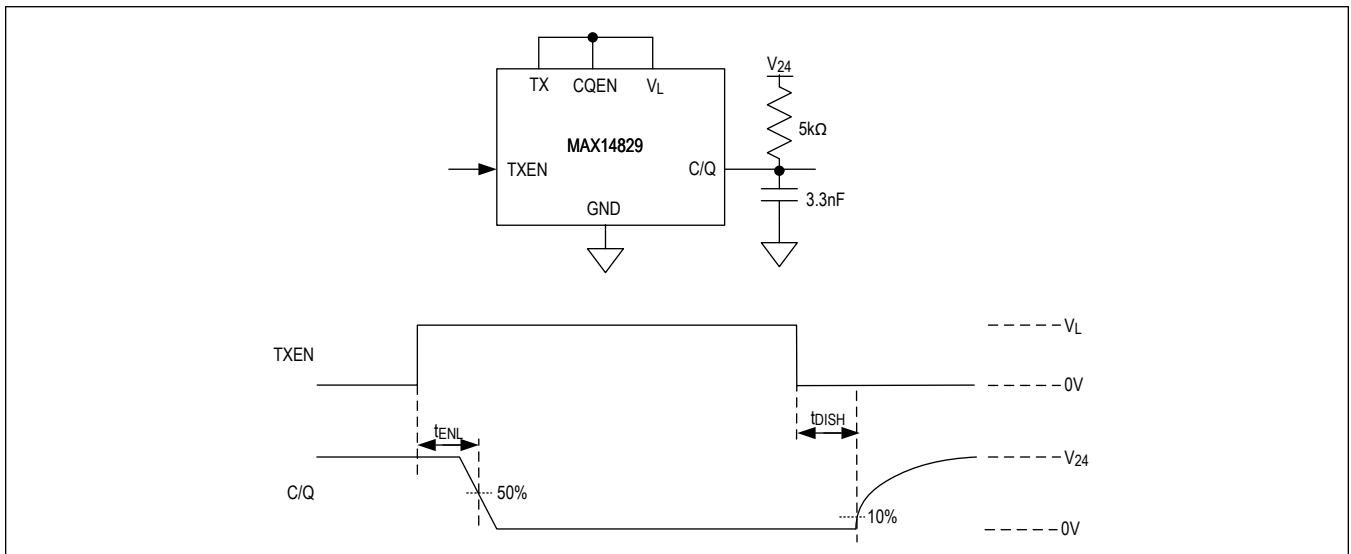 TX CQEN VL
V24
5kΩ
MAX14829
TXEN C/Q
3.3nF
GND
VL
TXEN
0V
tENL
tDISH
V24
C/Q
50%
10%
0V